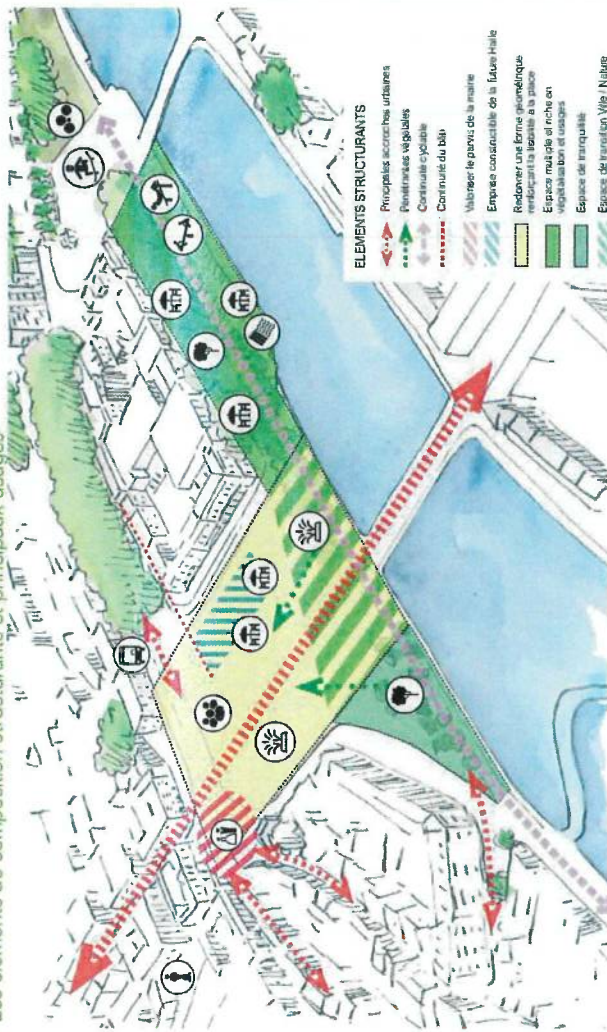 ELEMENTS STRUCTURANTS
Principales accroches urbaines
Pénétrantes végétales
Continuité cyclable
Continuité du bâti
Valoriser le parvis de la mairie
Emprise constructible de la future Halle
Redonner une forme géométrique
renforçant la lisibilité à la place
Espace multiple et riche en
végétalisation et usages
Espace de tranquilité
Espace de transition Ville / Nature